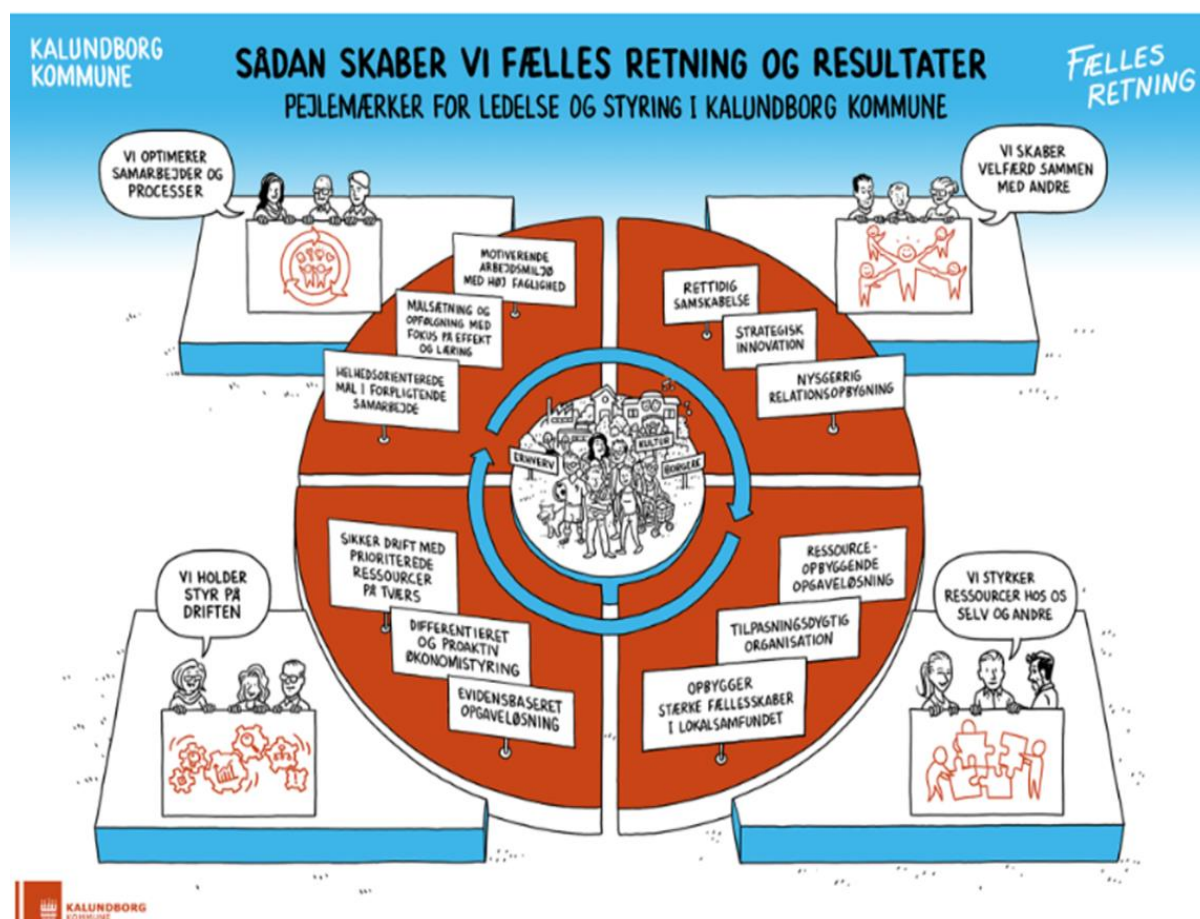 KALUNDBORG
KOMMUNE
SÅDAN SKABER VI FÆLLES RETNING OG RESULTATER
PEJLEMÆRKER FOR LEDELSE OG STYRING I KALUNDBORG KOMMUNE
FÆLLES
RETNING
VI OPTIMERER
SAMARBEJDER OG
PROCESSER
VI SKABER
VELFÆRD SAMMEN
MED ANDRE
MOTIVERENDE
ARBEJDSMILJØ
MED HØJ FAGLIGHED
MÅLSÆTNING OG
OPFØLGNING MED
FOKUS PÅ EFFEKT
OG LÆRING
HELHEDSORIENTEREDE
MÅL I FORPLIGTENDE
SAMARBEJDE
RETTIDIG
SAMSKABELSE
STRATEGISK
INNOVATION
NYSGERRIG
RELATIONSOPBYGNING
ERHVERV
KULTUR
BORGERE
SIKKER DRIFT MED
PRIORITEREDE
RESSOURCER
PÅ TVÆRS
DIFFERENTIERET
OG PROAKTIV
ØKONOMISTYRING
EVIDENSBASERET
OPGAVELØSNING
RESSOURCE-
OPBYGGENDE
OPGAVELØSNING
TILPASNINGSDYGTIG
ORGANISATION
OPBYGGER
STÆRKE FÆLLESSKABER
I LOKALSAMFUNDET
VI HOLDER
STYR PÅ
DRIFTEN
VI STYRKER
RESSOURCER HOS OS
SELV OG ANDRE
KALUNDBORG
KOMMUNE